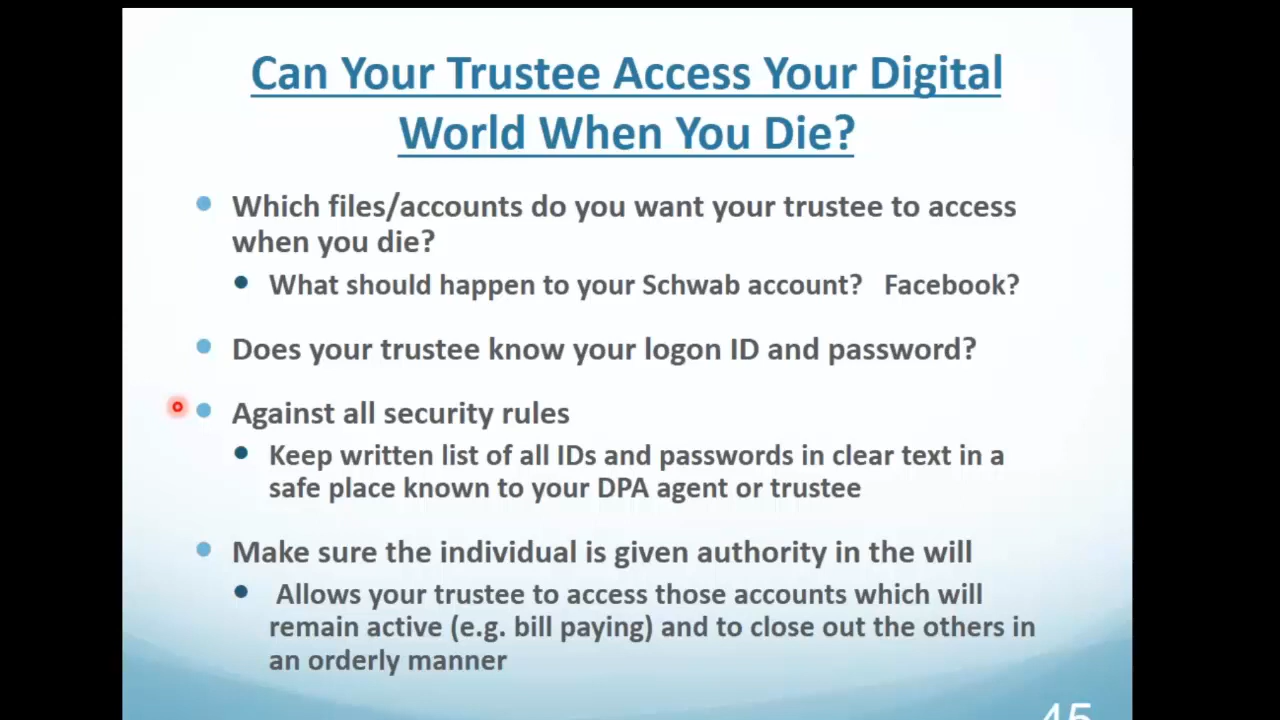 Can Your Trustee Access Your Digital
World When You Die?
Which files/accounts do you want your trustee to access
when you die?
What should happen to your Schwab account? Facebook?
Does your trustee know your logon ID and password?
Against all security rules
Keep written list of all IDs and passwords in clear text in a
safe place known to your DPA agent or trustee
Make sure the individual is given authority in the will
Allows your trustee to access those accounts which will
remain active (e.g. bill paying) and to close out the others in
an orderly manner
45